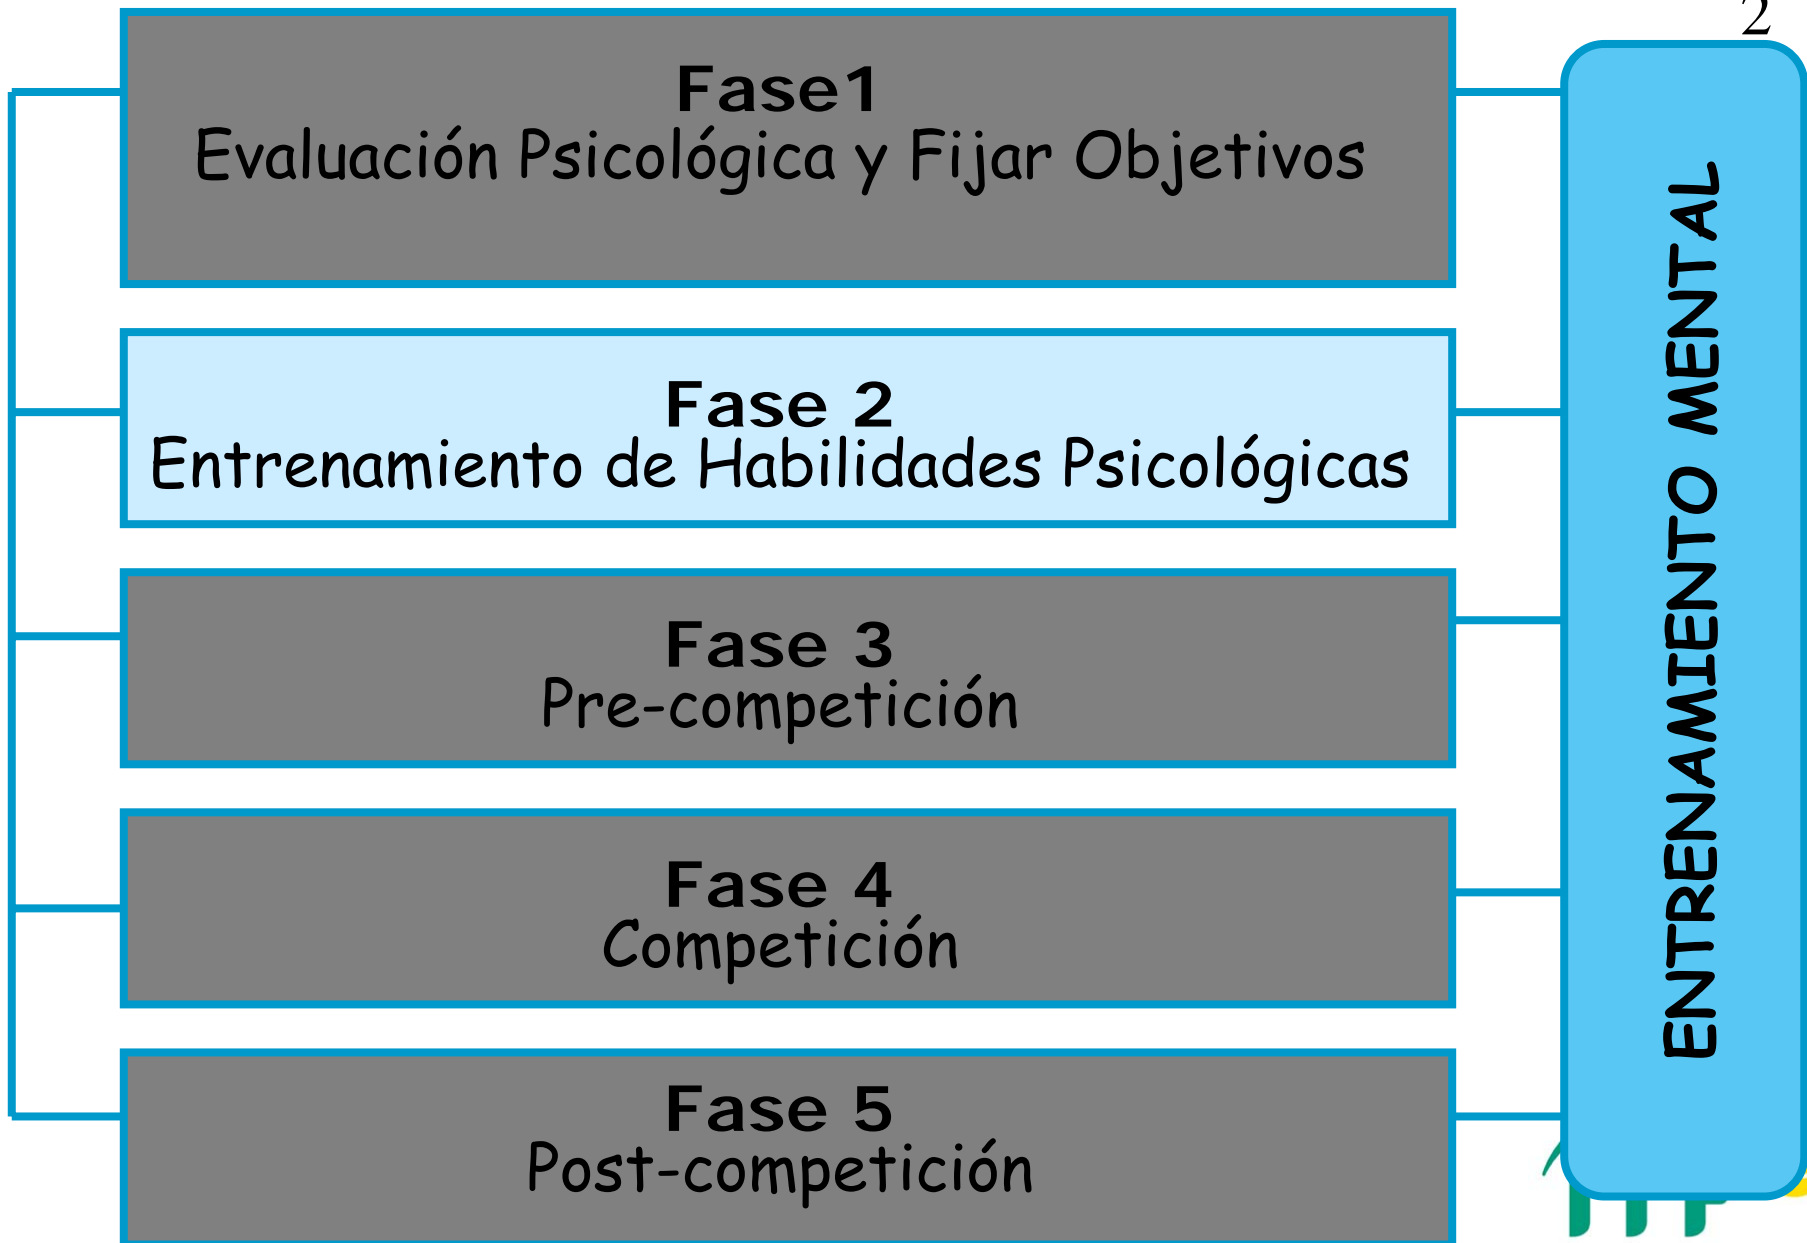 2
Fase1
Evaluación Psicológica y Fijar Objetivos
Fase 2
Entrenamiento de Habilidades Psicológicas
Fase 3
Pre-competición
Fase 4
Competición
Fase 5
Post-competición
ENTRENAMIENTO MENTAL